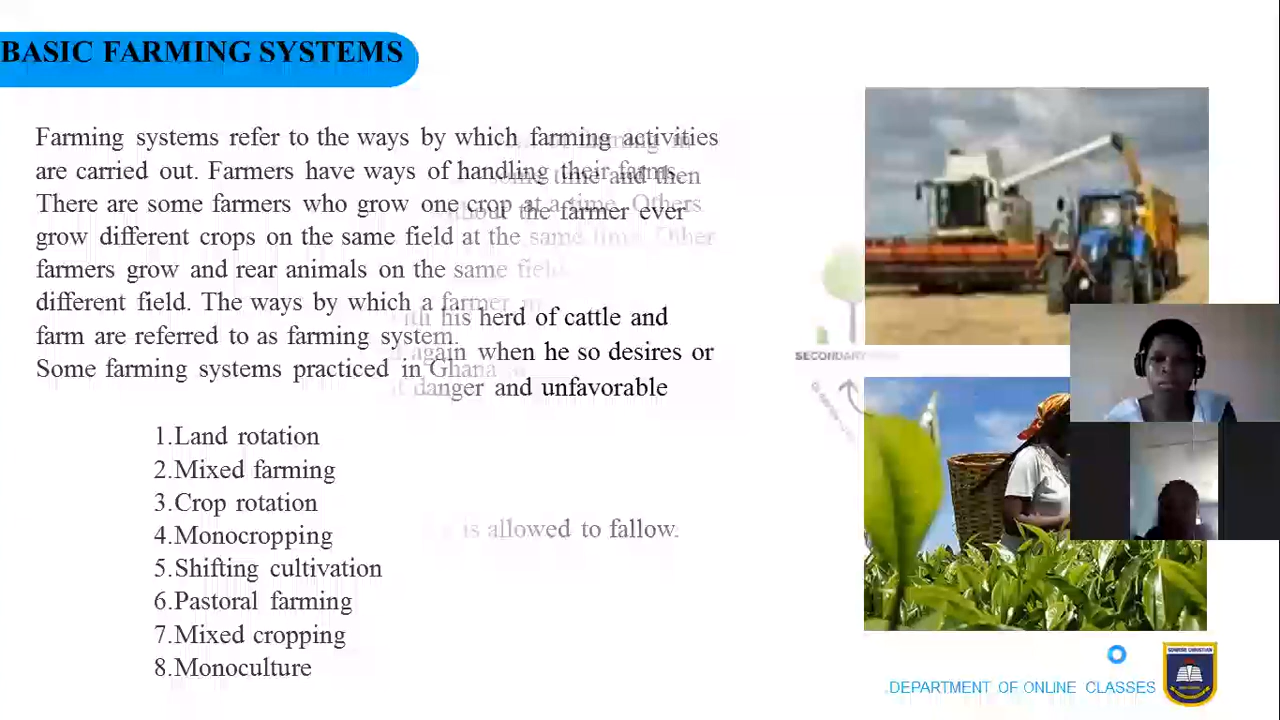 BASIC FARMING SYSTEMS
Farming systems refer to the ways by which farming activities
are carried out. Farmers have ways of handling their farms.
There are some farmers who grow one crop at a time. Others
grow different crops on the same field at the same time. Other
farmers grow and rear animals on the same field
different field. The ways by which a farmer
farm are referred to as farming system.
Some farming systems practiced in Ghana
time and then
the farmer ever
his herd of cattle and
again when he so desires or
danger and unfavorable
is allowed to fallow.
1.Land rotation
2.Mixed farming
3.Crop rotation
4.Monocropping
5.Shifting cultivation
6.Pastoral farming
7.Mixed cropping
8.Monoculture
SECONDARY
DEPARTMENT OF ONLINE CLASSES